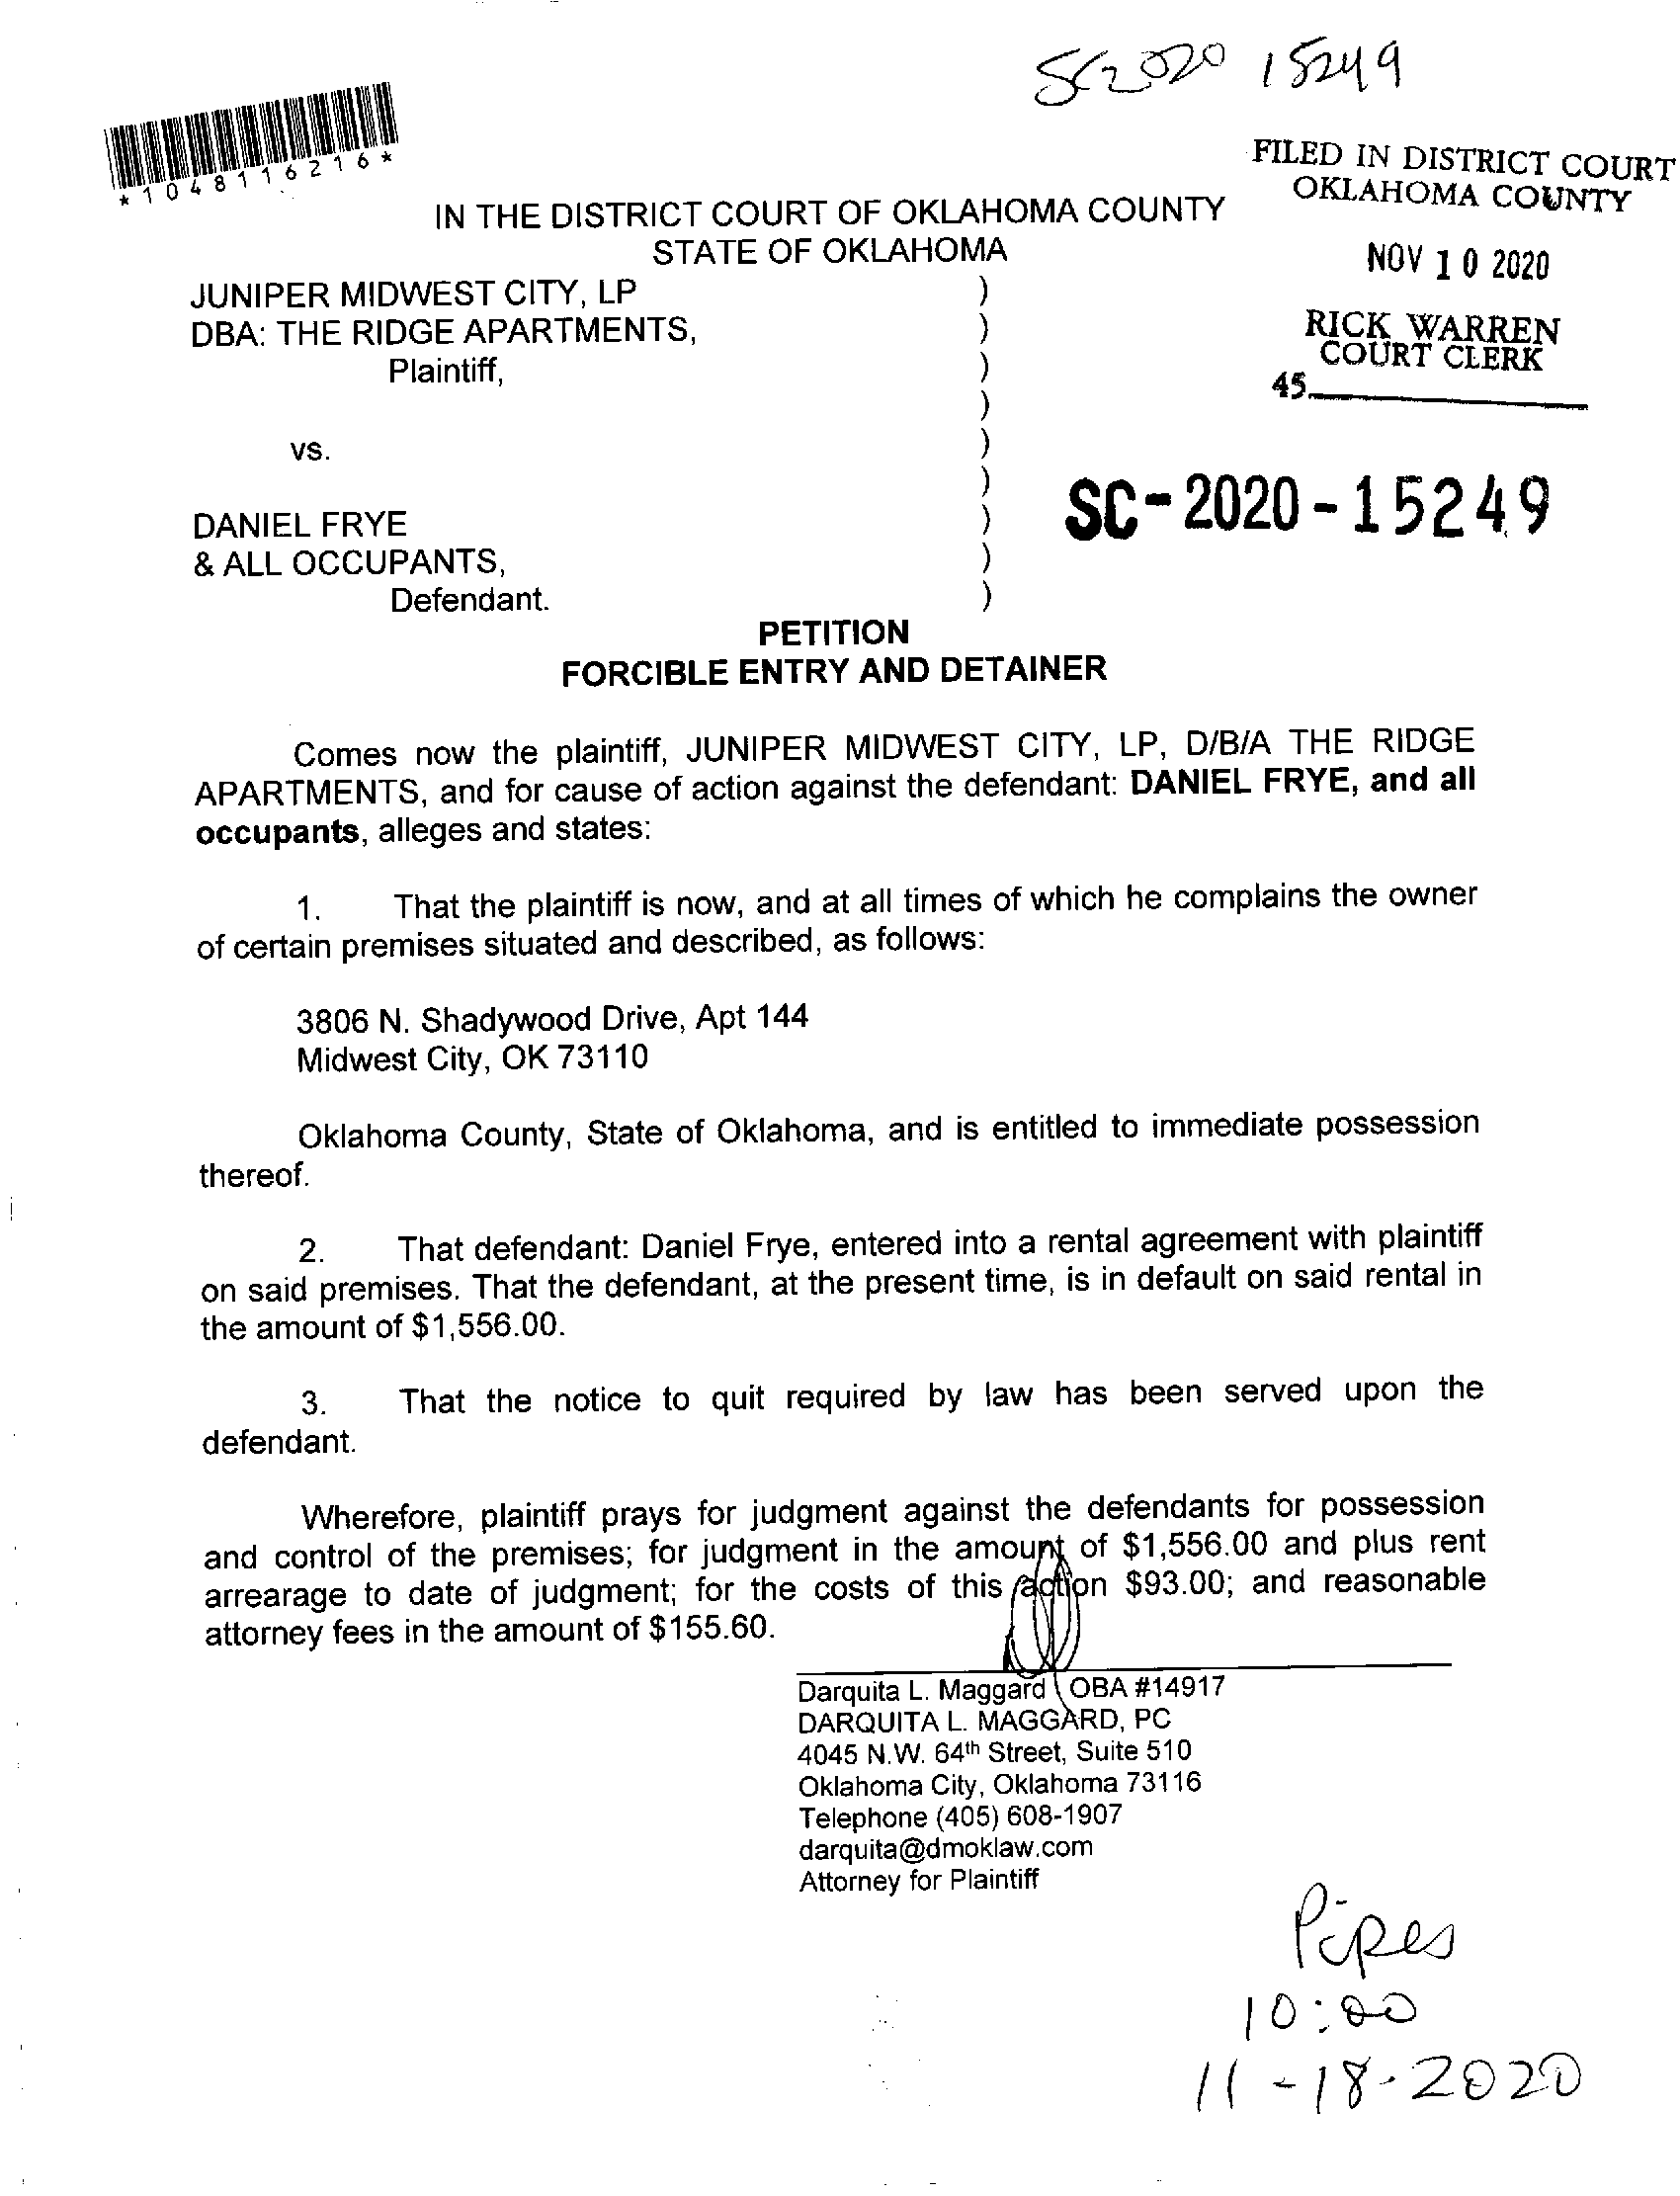 SC2020 15249
*1048116216*
FILED IN DISTRICT COURT
OKLAHOMA COUNTY
NOV 10 2020
RICK WARREN
COURT CLERK
45
IN THE DISTRICT COURT OF OKLAHOMA COUNTY
STATE OF OKLAHOMA
JUNIPER MIDWEST CITY, LP )
DBA: THE RIDGE APARTMENTS, )
Plaintiff, )
)
vs. )
)
DANIEL FRYE )
& ALL OCCUPANTS, )
Defendant. )
SC-2020-15249
PETITION
FORCIBLE ENTRY AND DETAINER
Comes now the plaintiff, JUNIPER MIDWEST CITY, LP, D/B/A THE RIDGE
APARTMENTS, and for cause of action against the defendant: DANIEL FRYE, and all
occupants, alleges and states:
1. That the plaintiff is now, and at all times of which he complains the owner
of certain premises situated and described, as follows:
3806 N. Shadywood Drive, Apt 144
Midwest City, OK 73110
Oklahoma County, State of Oklahoma, and is entitled to immediate possession
thereof.
2. That defendant: Daniel Frye, entered into a rental agreement with plaintiff
on said premises. That the defendant, at the present time, is in default on said rental in
the amount of $1,556.00.
3. That the notice to quit required by law has been served upon the
defendant.
Wherefore, plaintiff prays for judgment against the defendants for possession
and control of the premises; for judgment in the amount of $1,556.00 and plus rent
arrearage to date of judgment; for the costs of this action $93.00; and reasonable
attorney fees in the amount of $155.60.
Darquita L. Maggard OBA #14917
DARQUITA L. MAGGARD, PC
4045 N.W. 64th Street, Suite 510
Oklahoma City, Oklahoma 73116
Telephone (405) 608-1907
darquita@dmoklaw.com
Attorney for Plaintiff
Pipes
10:00
11-18-2020